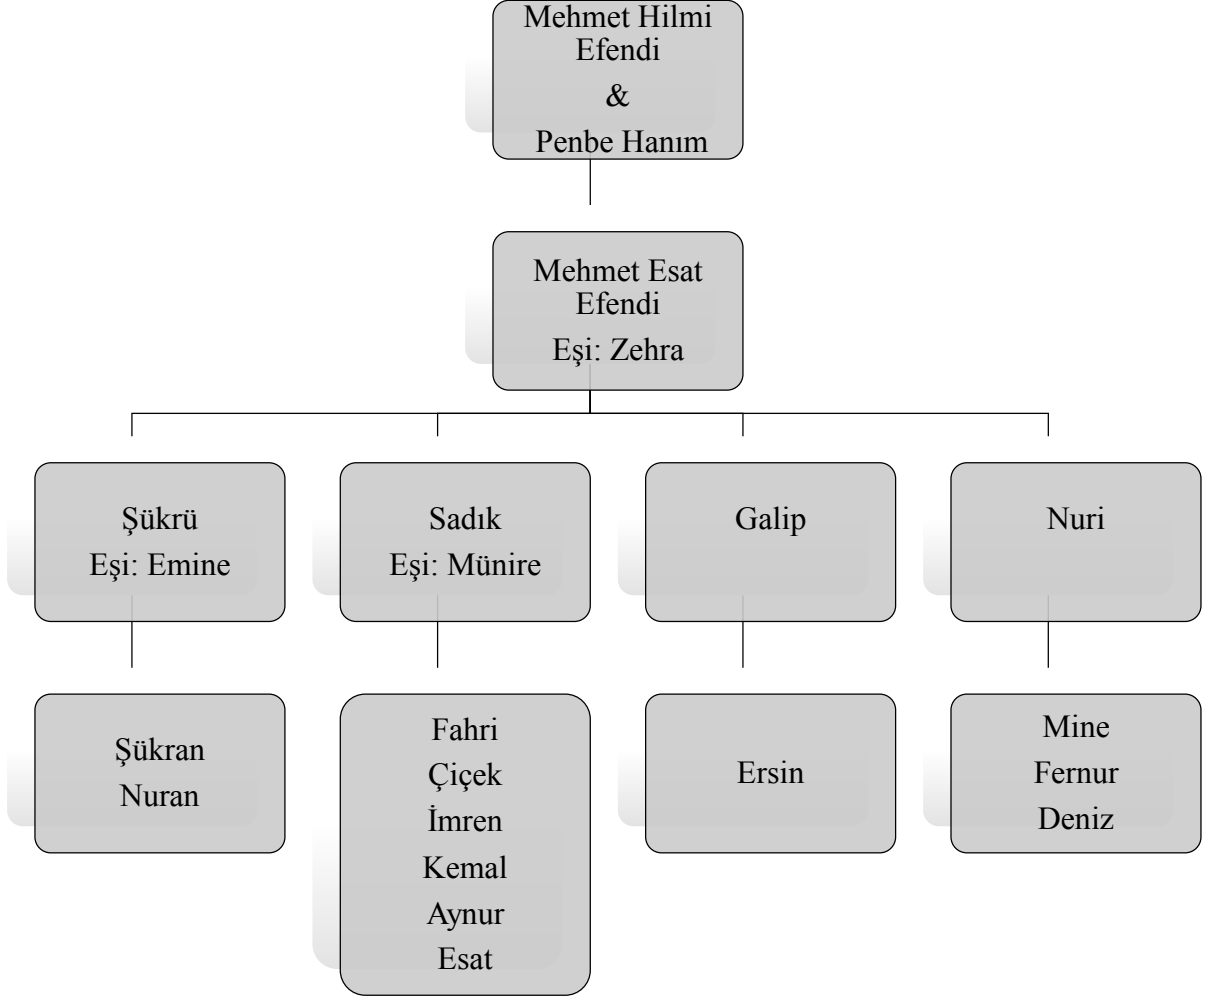 Mehmet Hilmi
Efendi
&
Penbe Hanım
Mehmet Esat
Efendi
Eşi: Zehra
Şükrü
Eşi: Emine
Sadık
Eşi: Münire
Galip
Nuri
Şükran
Nuran
Fahri
Çiçek
İmren
Kemal
Aynur
Esat
Ersin
Mine
Fernur
Deniz